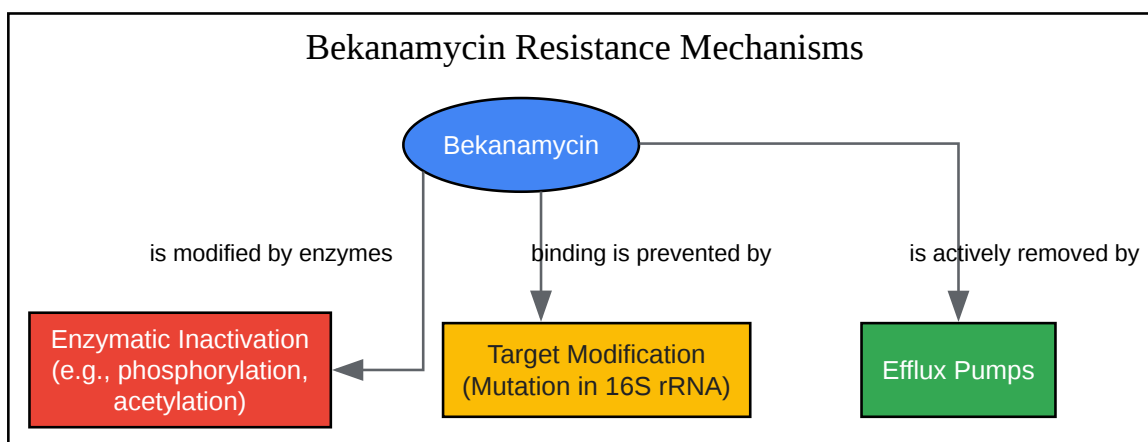 Bekanamycin Resistance Mechanisms
Bekanamycin
is modified by enzymes
binding is prevented by
is actively removed by
Enzymatic Inactivation
(e.g., phosphorylation,
acetylation)
Target Modification
(Mutation in 16S rRNA)
Efflux Pumps